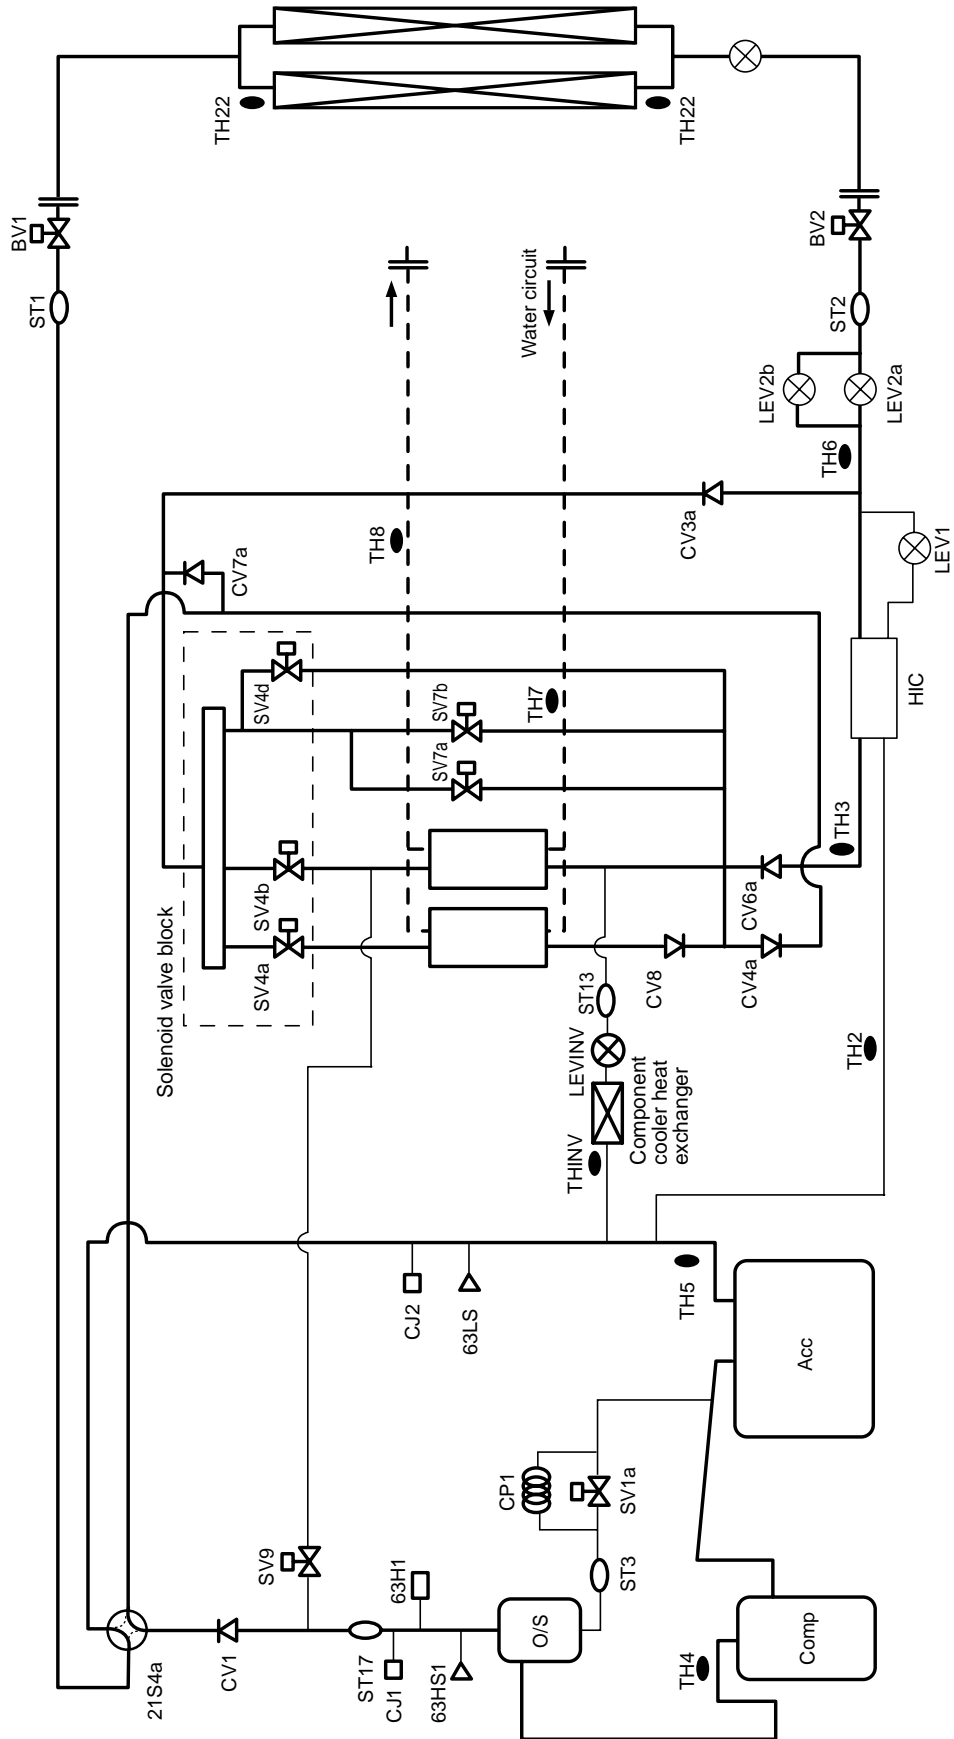 TH22
TH22
BV1
BV2
ST1
ST2
Water circuit
LEV2b
LEV2a
TH6
TH8
CV3a
CV7a
LEV1
SV4d
SV7b
TH7
SV7a
HIC
TH3
Solenoid valve block
SV4b
SV4a
CV6a
CV8
CV4a
ST13
LEVINV
TH2
Component
cooler heat
exchanger
THINV
CJ2
63LS
TH5
Acc
CP1
SV1a
SV9
63H1
ST3
O/S
Comp
21S4a
CV1
ST17
CJ1
63HS1
TH4